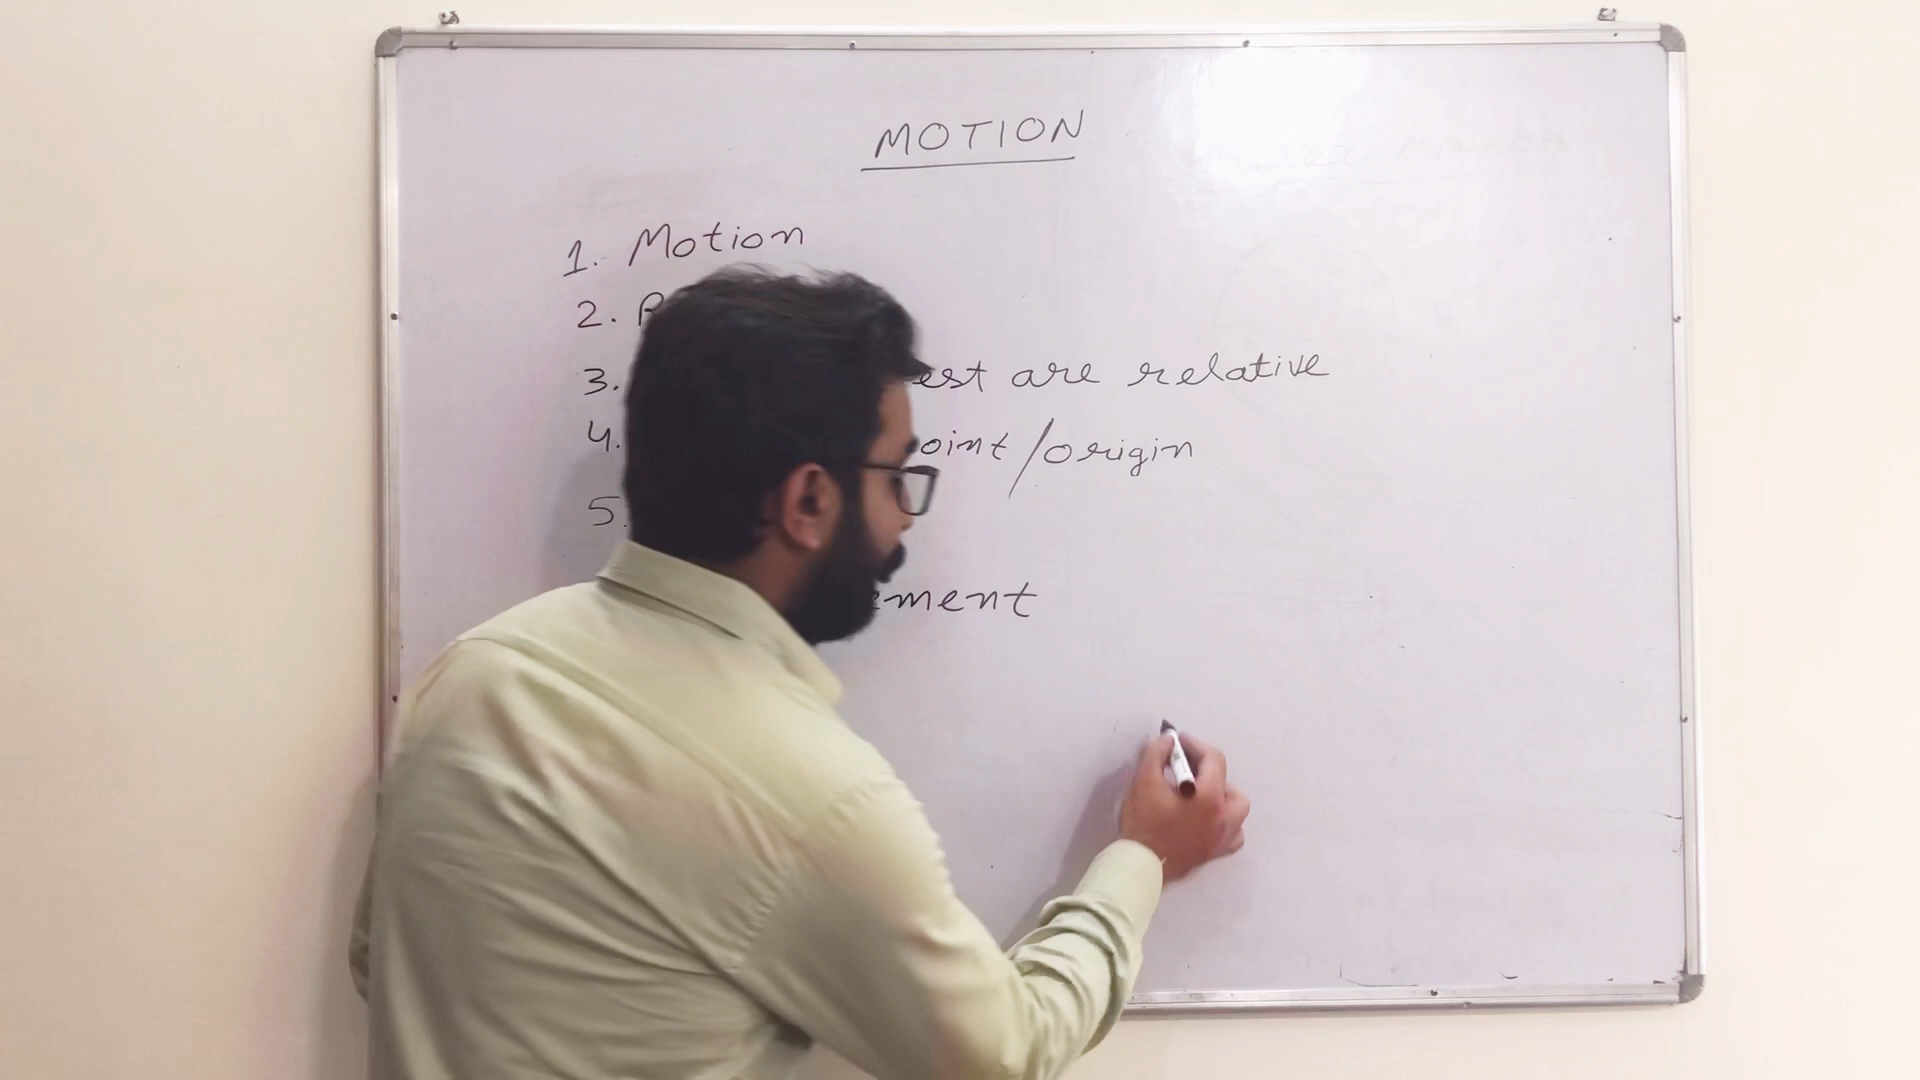 MOTION
1. Motion
2.
3. est are relative
4. oint/origin
5.
ement